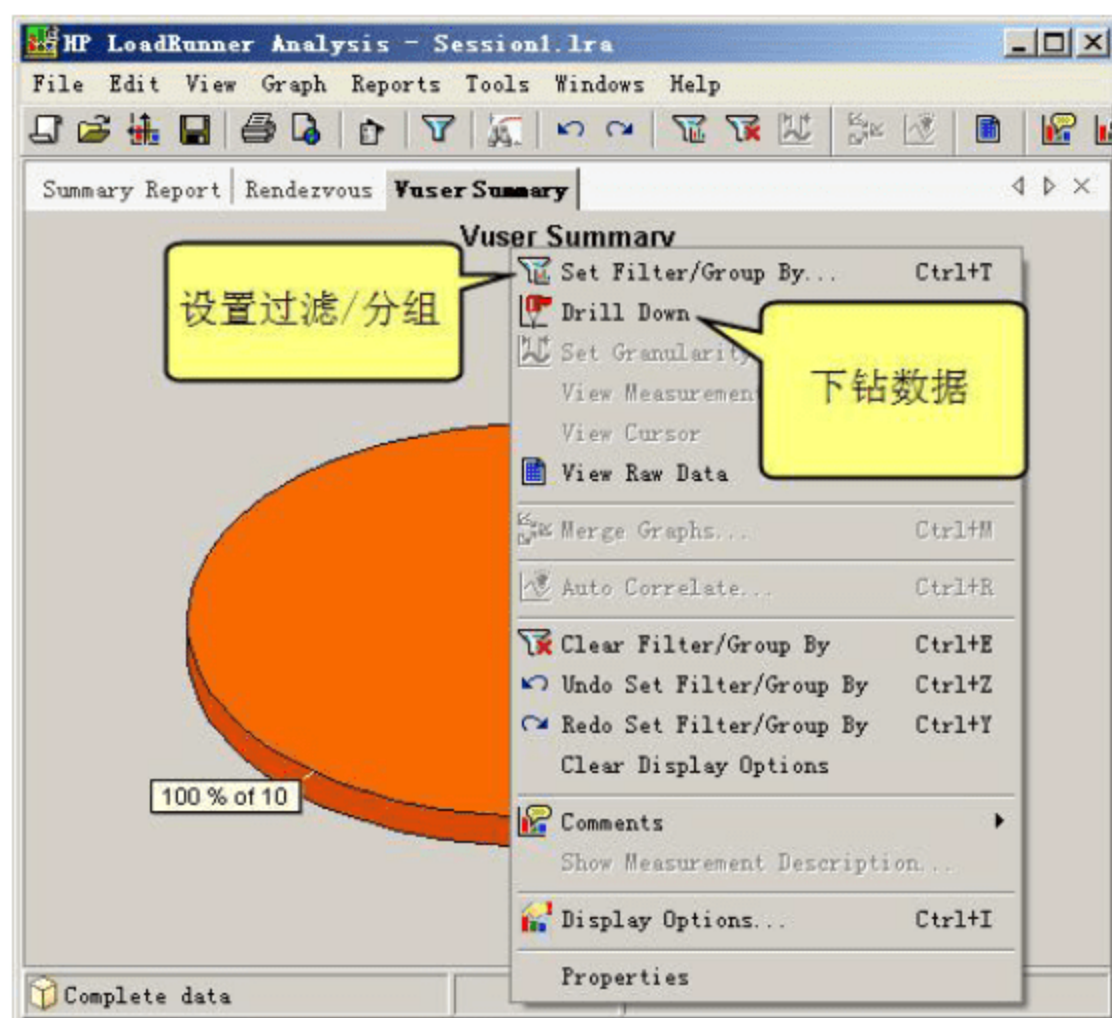 HP LoadRunner Analysis - Session1.lra
File Edit View Graph Reports Tools Windows Help
Summary Report Rendezvous Vuser Summary
Vuser Summary
设置过滤/分组
Set Filter/Group By... Ctrl+T
Drill Down
下钻数据
Set Granularity
View Measurement
View Cursor
View Raw Data
Merge Graphs... Ctrl+M
Auto Correlate... Ctrl+R
Clear Filter/Group By Ctrl+E
Undo Set Filter/Group By Ctrl+Z
Redo Set Filter/Group By Ctrl+Y
Clear Display Options
100 % of 10
Comments
Show Measurement Description...
Display Options... Ctrl+I
Properties
Complete data